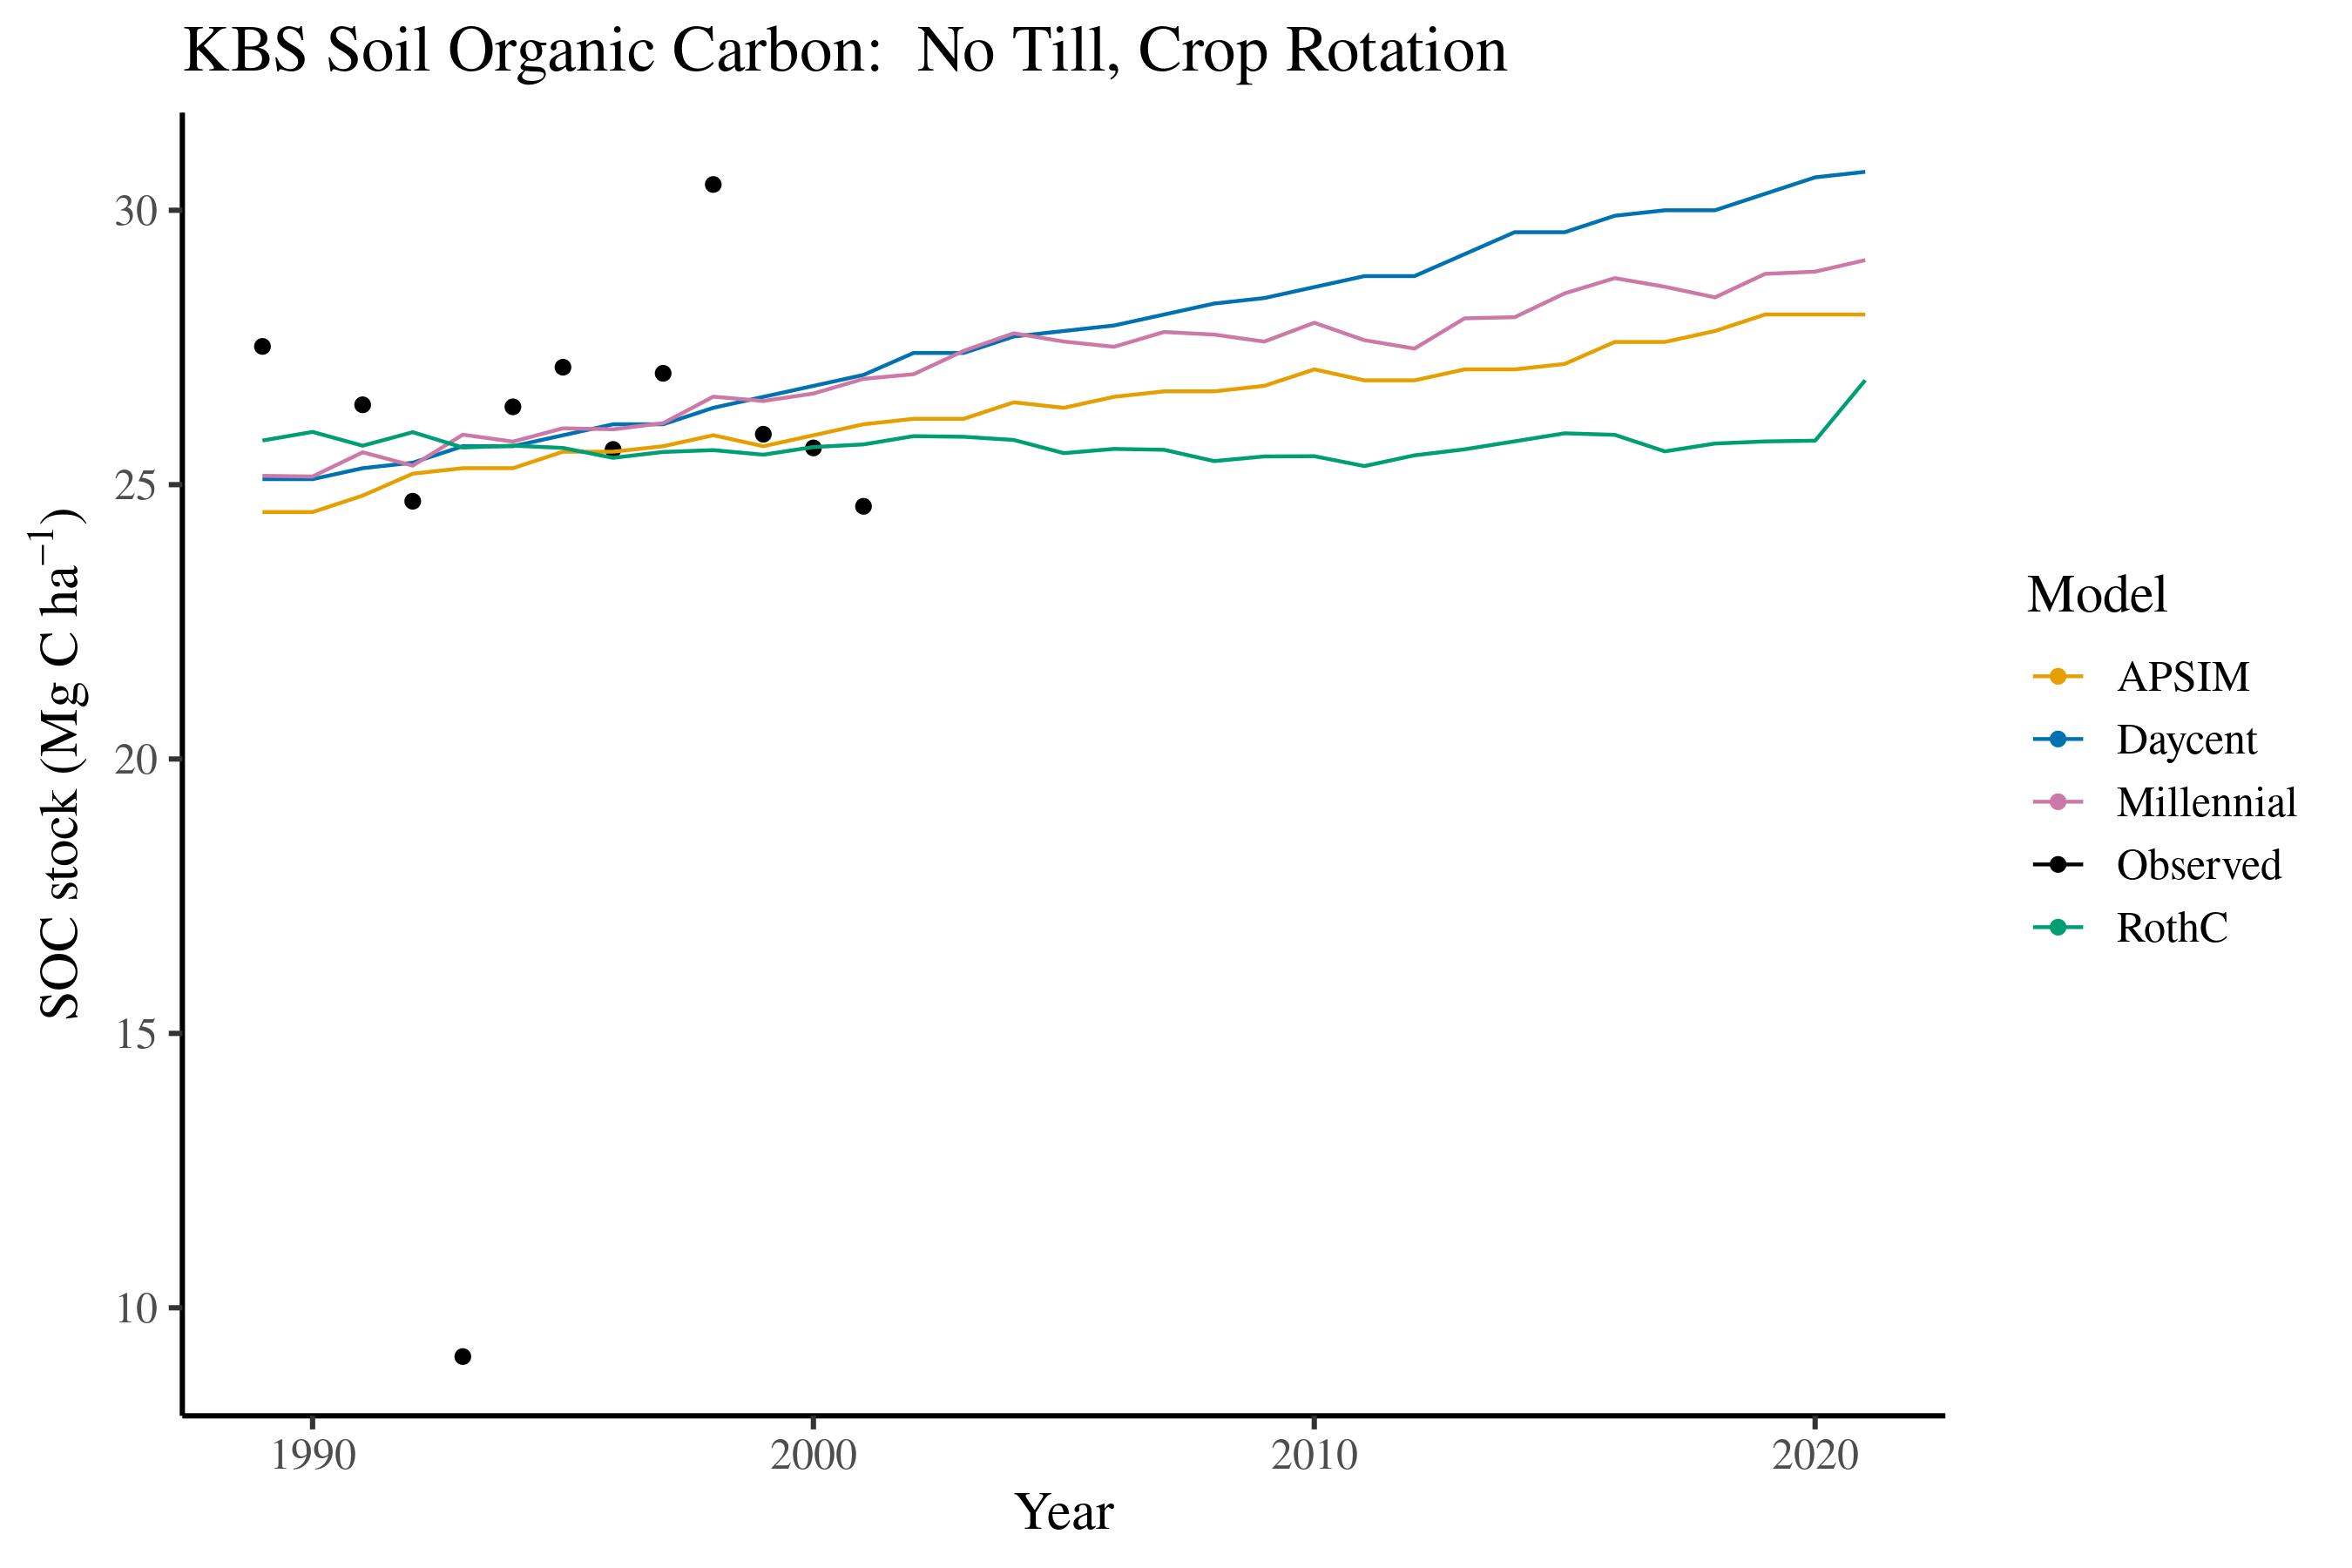 KBS Soil Organic Carbon:  No Till, Crop Rotation
SOC stock (Mg C ha⁻¹)
30
25
20
15
10
1990
2000
2010
2020
Year
Model
APSIM
Daycent
Millennial
Observed
RothC